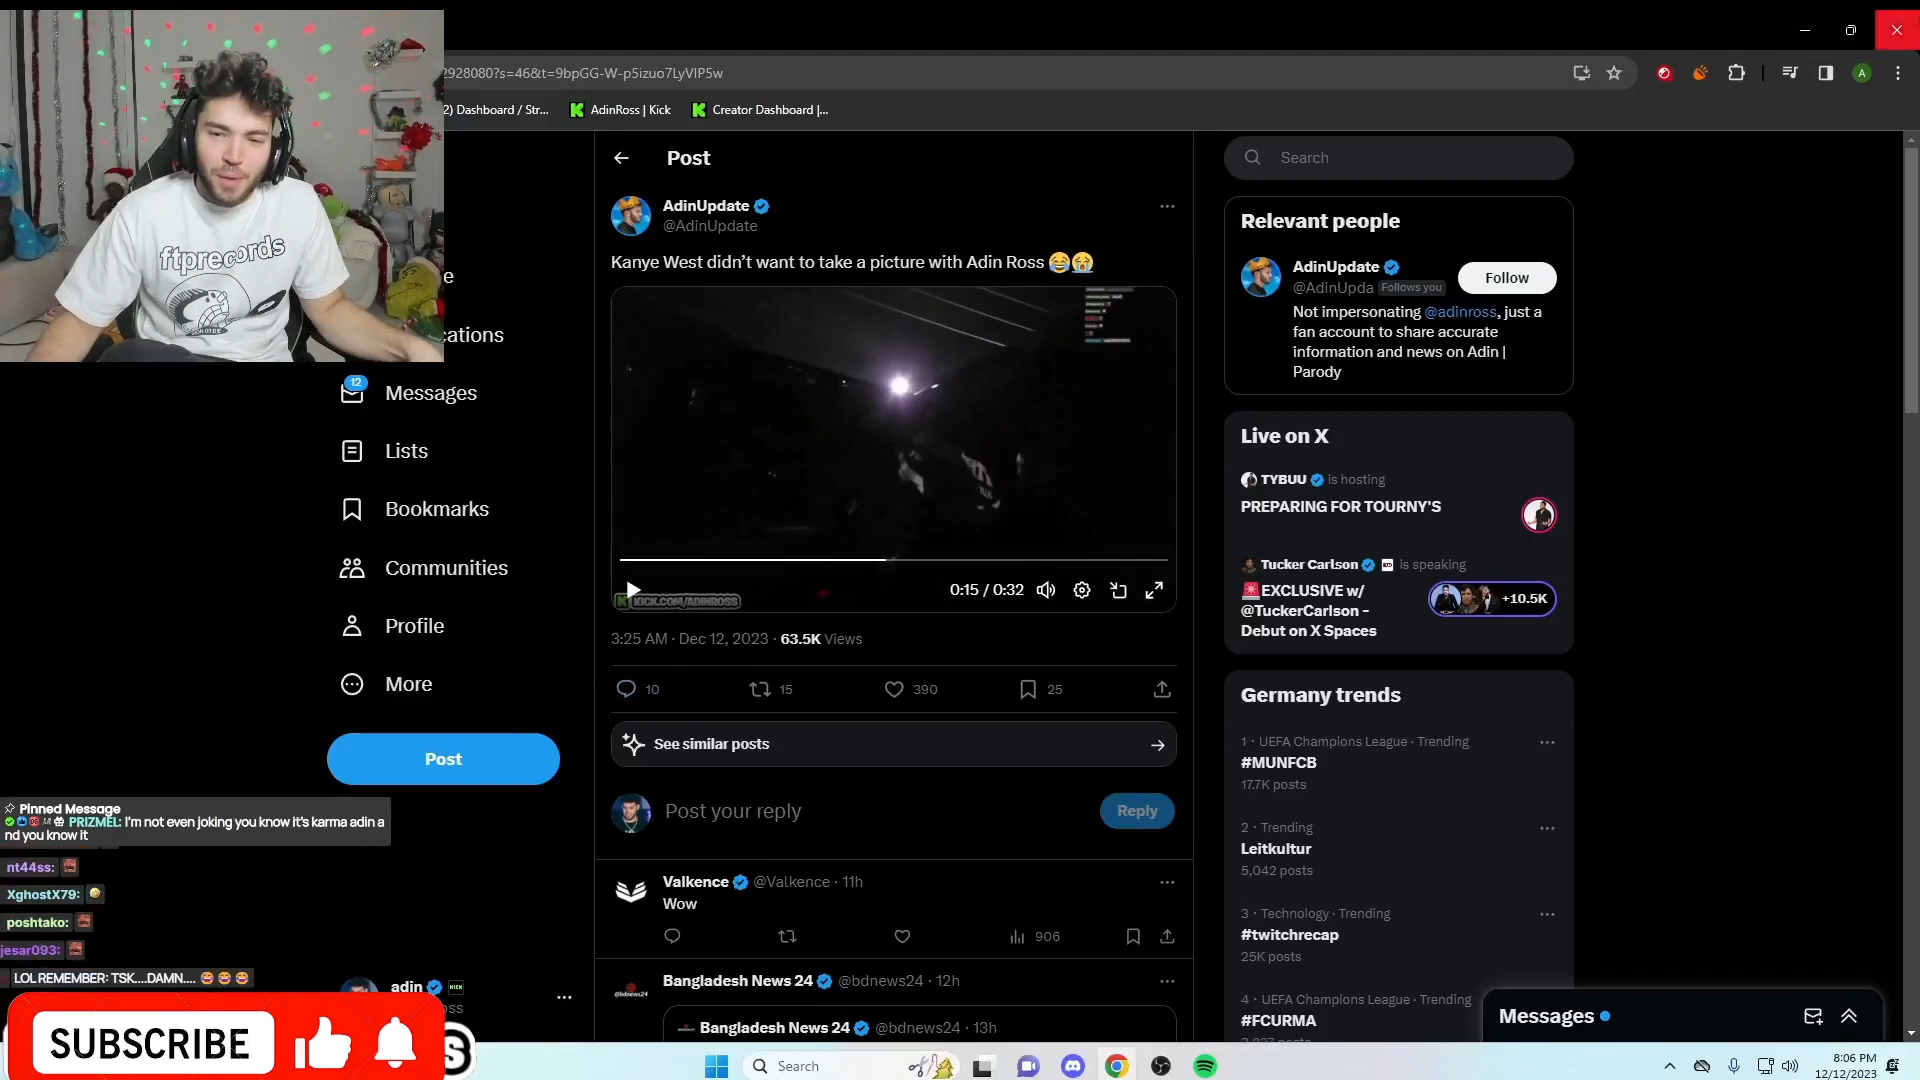 2928080?s=46&t=9bpGG-W-p5izuo7LyVIP5w
2) Dashboard / Str...
AdinRoss | Kick
Creator Dashboard |...
ftprecords
Post
Search
AdinUpdate
@AdinUpdate
Kanye West didn’t want to take a picture with Adin Ross 😂😭
KICK.COM/ADINROSS
0:15 / 0:32
3:25 AM · Dec 12, 2023 · 63.5K Views
10
15
390
25
See similar posts
Post your reply
Reply
Valkence @Valkence · 11h
Wow
906
Bangladesh News 24 @bdnews24 · 12h
Bangladesh News 24 @bdnews24 · 13h
cations
12
Messages
Lists
Bookmarks
Communities
Profile
More
Post
Relevant people
AdinUpdate
@AdinUpda Follows you
Follow
Not impersonating @adinross, just a
fan account to share accurate
information and news on Adin |
Parody
Live on X
TYBUU is hosting
PREPARING FOR TOURNY'S
Tucker Carlson is speaking
🚨EXCLUSIVE w/
@TuckerCarlson -
Debut on X Spaces
+10.5K
Germany trends
1 · UEFA Champions League · Trending
#MUNFCB
17.7K posts
2 · Trending
Leitkultur
5,042 posts
3 · Technology · Trending
#twitchrecap
25K posts
4 · UEFA Champions League · Trending
#FCURMA
Messages
Pinned Message
PRIZMEL: I'm not even joking you know it's karma adin a
nd you know it
nt44ss:
XghostX79:
poshtako:
jesar093:
LOL REMEMBER: TSK....DAMN.... 😂 😂 😂
adin
oss
SUBSCRIBE
S
Search
8:06 PM
12/12/2023
A